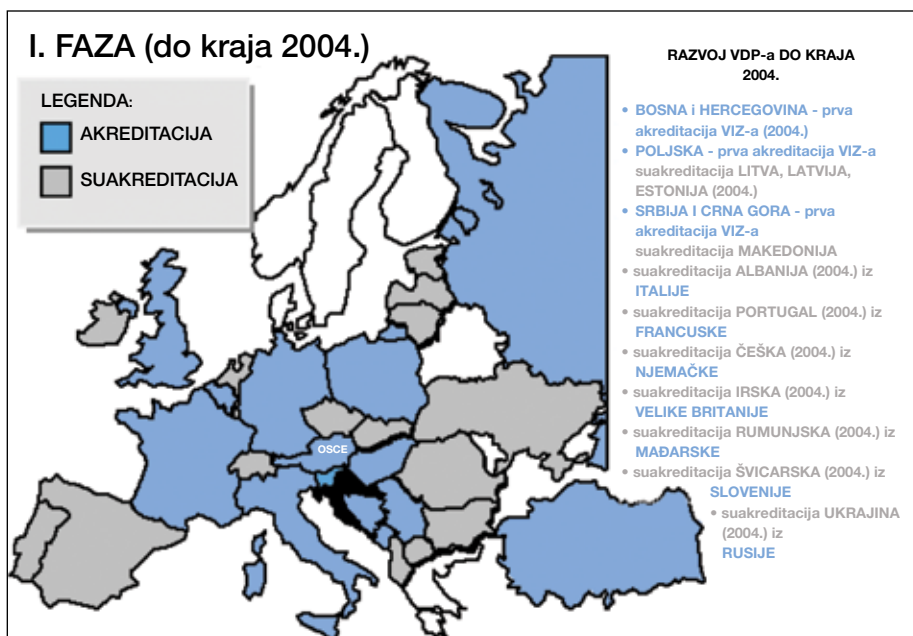 I. FAZA (do kraja 2004.)
LEGENDA:
AKREDITACIJA
SUAKREDITACIJA
OSCE
RAZVOJ VDP-a DO KRAJA
2004.
• BOSNA i HERCEGOVINA - prva
akreditacija VIZ-a (2004.)
• POLJSKA - prva akreditacija VIZ-a
suakreditacija LITVA, LATVIJA,
ESTONIJA (2004.)
• SRBIJA I CRNA GORA - prva
akreditacija VIZ-a
suakreditacija MAKEDONIJA
• suakreditacija ALBANIJA (2004.) iz
ITALIJE
• suakreditacija PORTUGAL (2004.) iz
FRANCUSKE
• suakreditacija ČEŠKA (2004.) iz
NJEMAČKE
• suakreditacija IRSKA (2004.) iz
VELIKE BRITANIJE
• suakreditacija RUMUNJSKA (2004.) iz
MAĐARSKE
• suakreditacija ŠVICARSKA (2004.) iz
SLOVENIJE
• suakreditacija UKRAJINA
(2004.) iz
RUSIJE